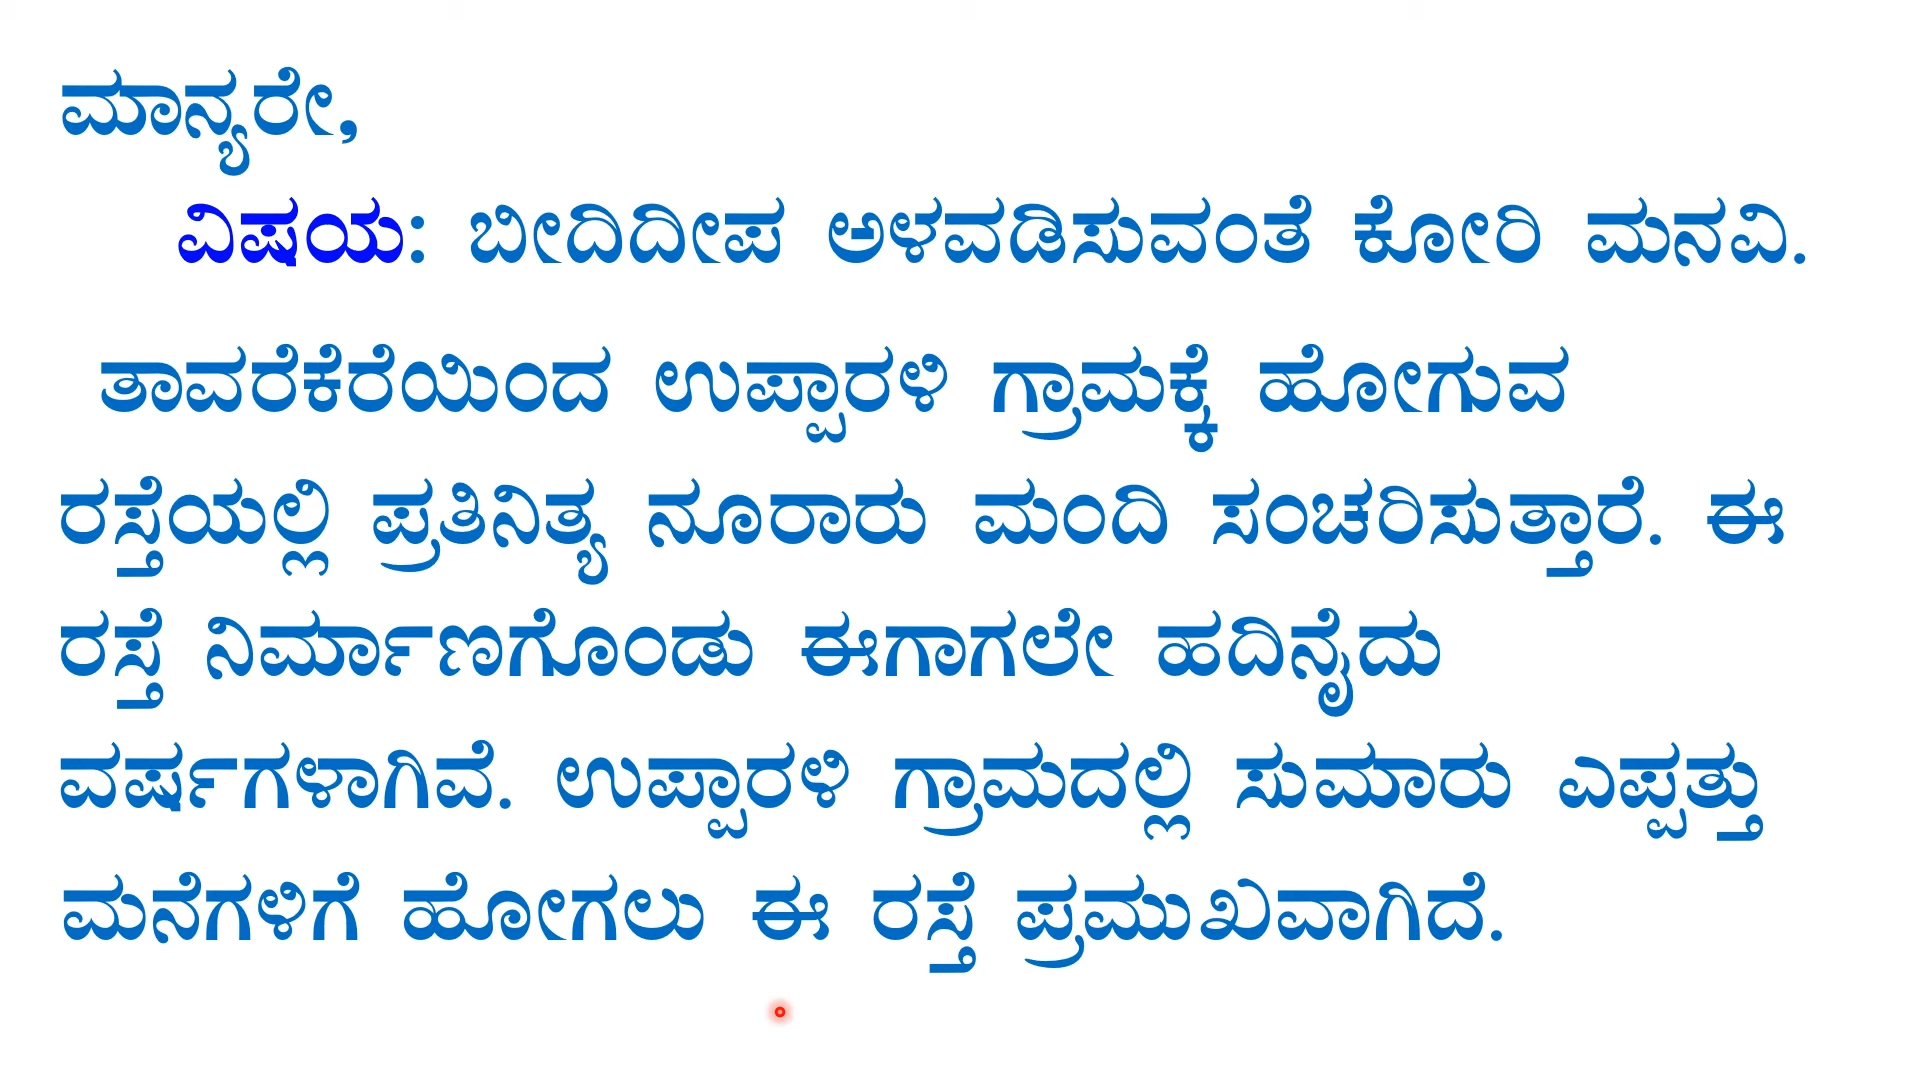 ಮಾನ್ಯರೇ,
ವಿಷಯ: ಬೀದಿದೀಪ ಅಳವಡಿಸುವಂತೆ ಕೋರಿ ಮನವಿ.
ತಾವರೆಕೆರೆಯಿಂದ ಉಪ್ಪಾರಳಿ ಗ್ರಾಮಕ್ಕೆ ಹೋಗುವ
ರಸ್ತೆಯಲ್ಲಿ ಪ್ರತಿನಿತ್ಯ ನೂರಾರು ಮಂದಿ ಸಂಚರಿಸುತ್ತಾರೆ. ಈ
ರಸ್ತೆ ನಿರ್ಮಾಣಗೊಂಡು ಈಗಾಗಲೇ ಹದಿನೈದು
ವರ್ಷಗಳಾಗಿವೆ. ಉಪ್ಪಾರಳಿ ಗ್ರಾಮದಲ್ಲಿ ಸುಮಾರು ಎಪ್ಪತ್ತು
ಮನೆಗಳಿಗೆ ಹೋಗಲು ಈ ರಸ್ತೆ ಪ್ರಮುಖವಾಗಿದೆ.